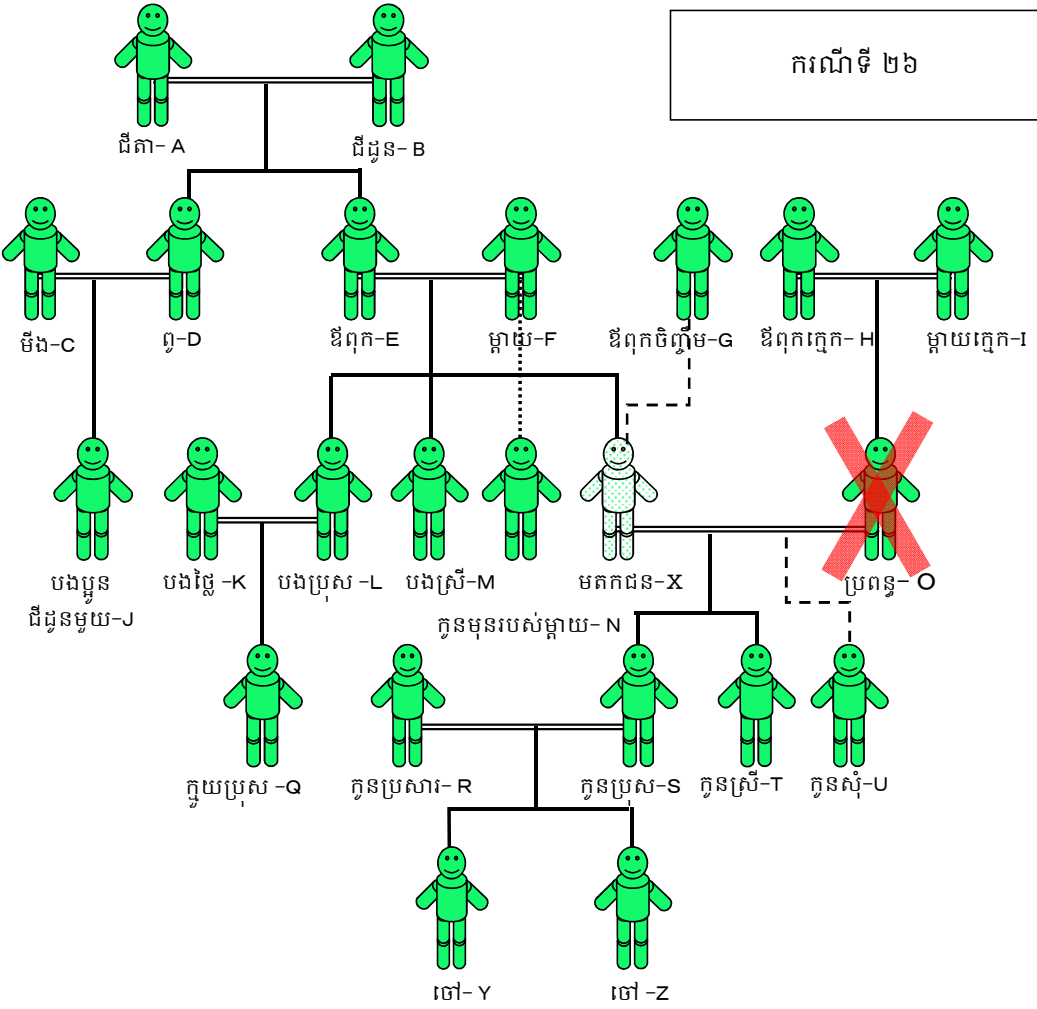 ករណីទី ២៦
ជីតា- A
ជីដូន- B
មីង-C
ពូ-D
ឪពុក-E
ម្តាយ-F
ឪពុកចិញ្ចឹម-G
ឪពុកក្មេក- H
ម្តាយក្មេក-I
បងប្អូន
ជីដូនមួយ-J
បងថ្លៃ -K
បងប្រុស -L
បងស្រី-M
មតកជន-X
ប្រពន្ធ- O
កូនមុនរបស់ម្តាយ- N
ក្មួយប្រុស -Q
កូនប្រសារ- R
កូនប្រុស-S
កូនស្រី-T
កូនសុំ-U
ចៅ- Y
ចៅ -Z